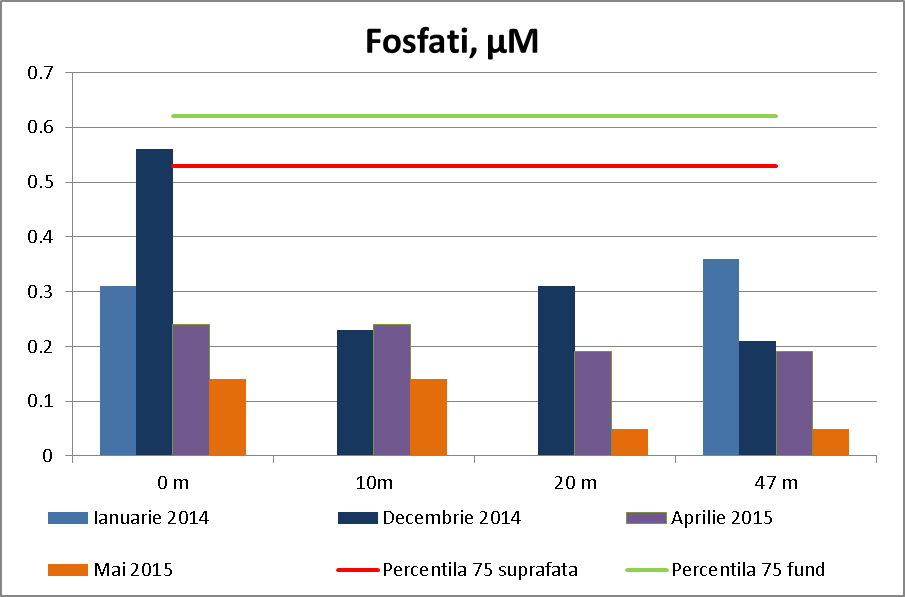 Fosfati, µM
0.7
0.6
0.5
0.4
0.3
0.2
0.1
0
0 m 10m 20 m 47 m
Ianuarie 2014 Decembrie 2014 Aprilie 2015
Mai 2015 Percentila 75 suprafata Percentila 75 fund